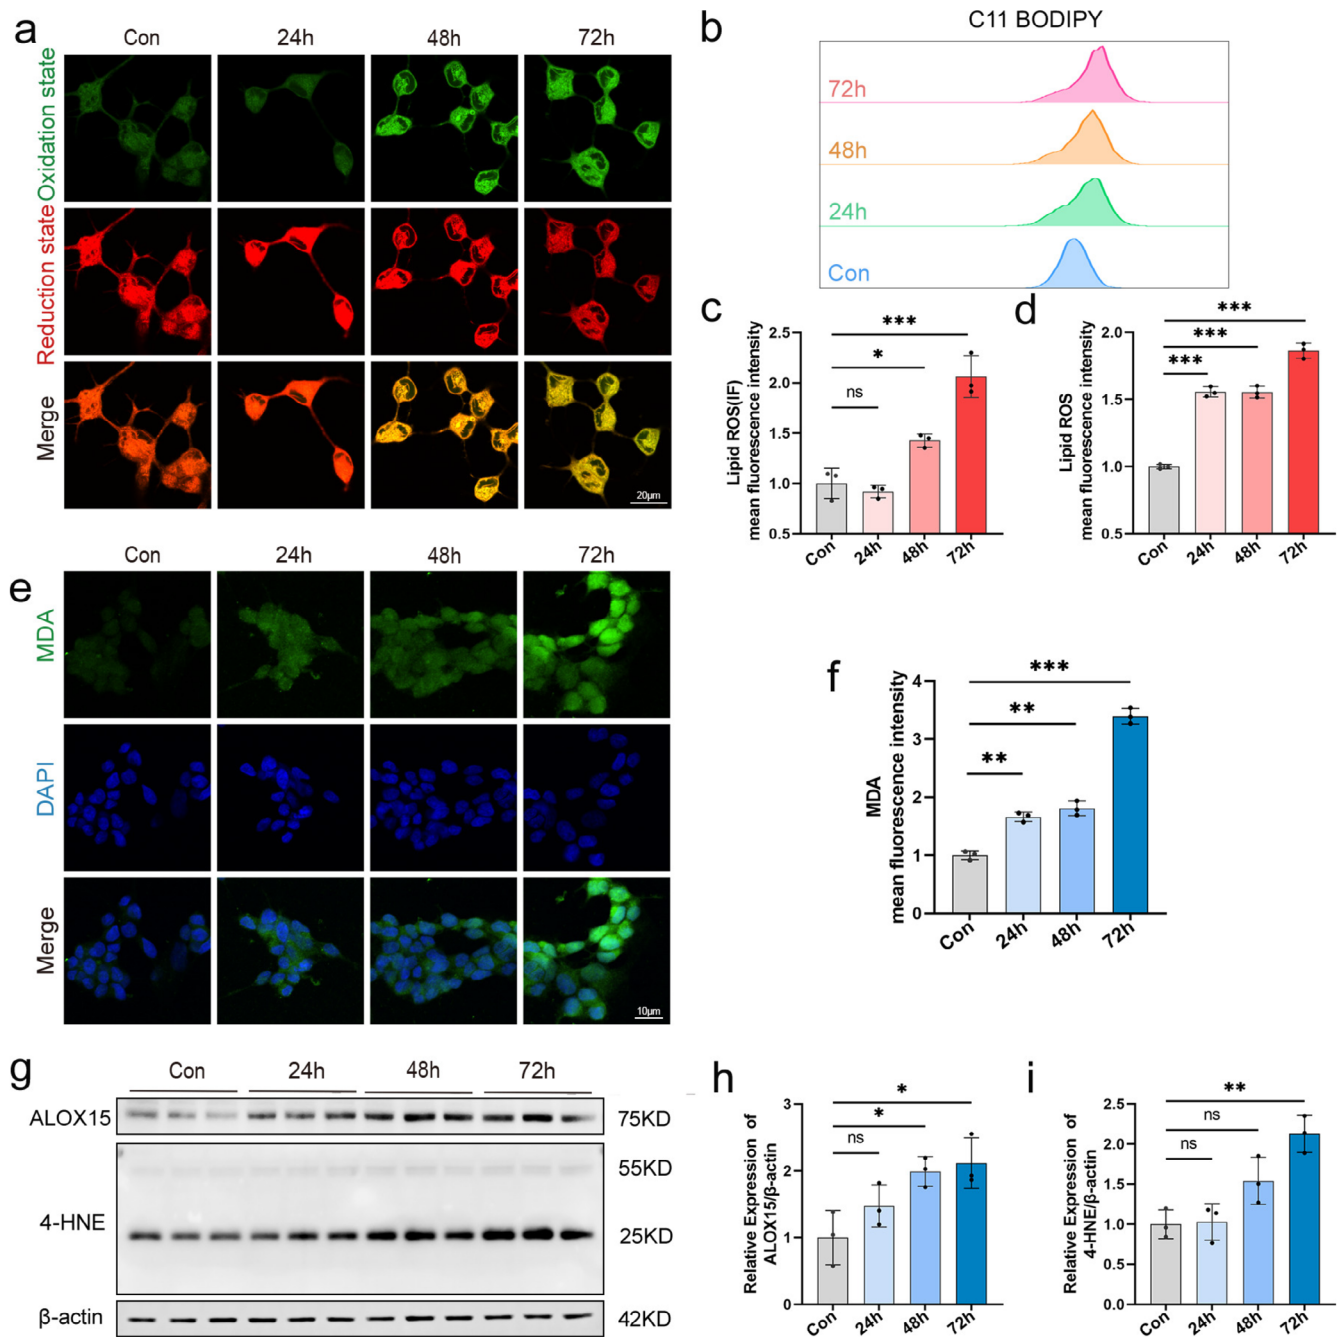 a
Con 24h 48h 72h
Oxidation state
Reduction state
Merge
20μm
b
C11 BODIPY
72h
48h
24h
Con
c
Lipid ROS(IF)
mean fluorescence intensity
2.5
2.0
1.5
1.0
0.5
***
*
ns
Con 24h 48h 72h
d
Lipid ROS
mean fluorescence intensity
2.0
1.5
1.0
0.5
***
***
***
Con 24h 48h 72h
e
Con 24h 48h 72h
MDA
DAPI
Merge
10μm
f
MDA
mean fluorescence intensity
4
3
2
1
0
***
**
**
Con 24h 48h 72h
g
Con 24h 48h 72h
ALOX15 75KD
55KD
4-HNE
25KD
β-actin 42KD
h
Relative Expression of
ALOX15/β-actin
3
2
1
0
*
*
ns
Con 24h 48h 72h
i
Relative Expression of
4-HNE/β-actin
2.5
2.0
1.5
1.0
0.5
0.0
**
ns
ns
Con 24h 48h 72h